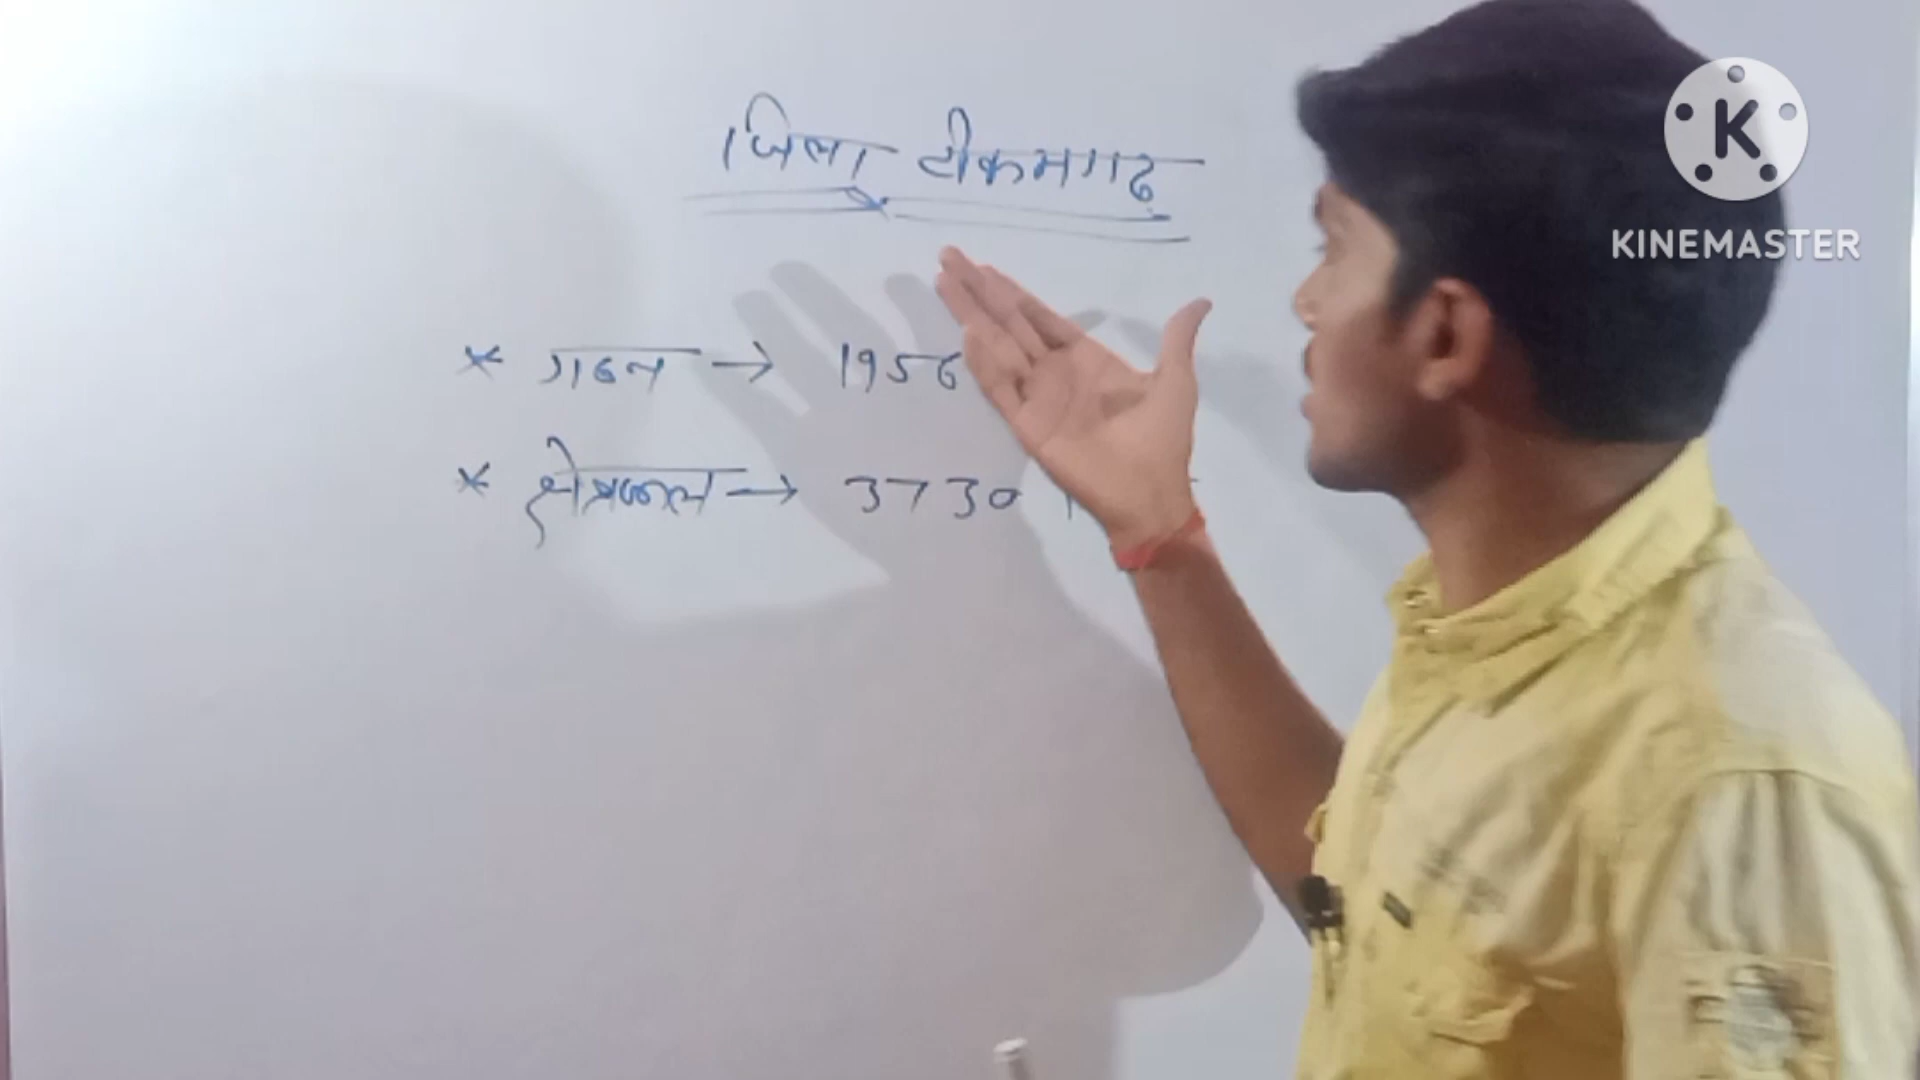 जिला टीकमगढ़
* गठन → 1956
* क्षेत्रफल → 3730
K
KINEMASTER